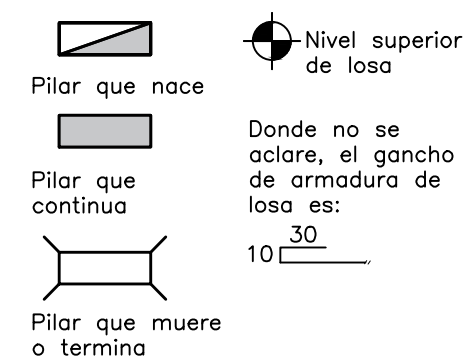 Pilar que nace
Pilar que
continua
Pilar que muere
o termina
Nivel superior
de losa
Donde no se
aclare, el gancho
de armadura de
losa es:
30
10